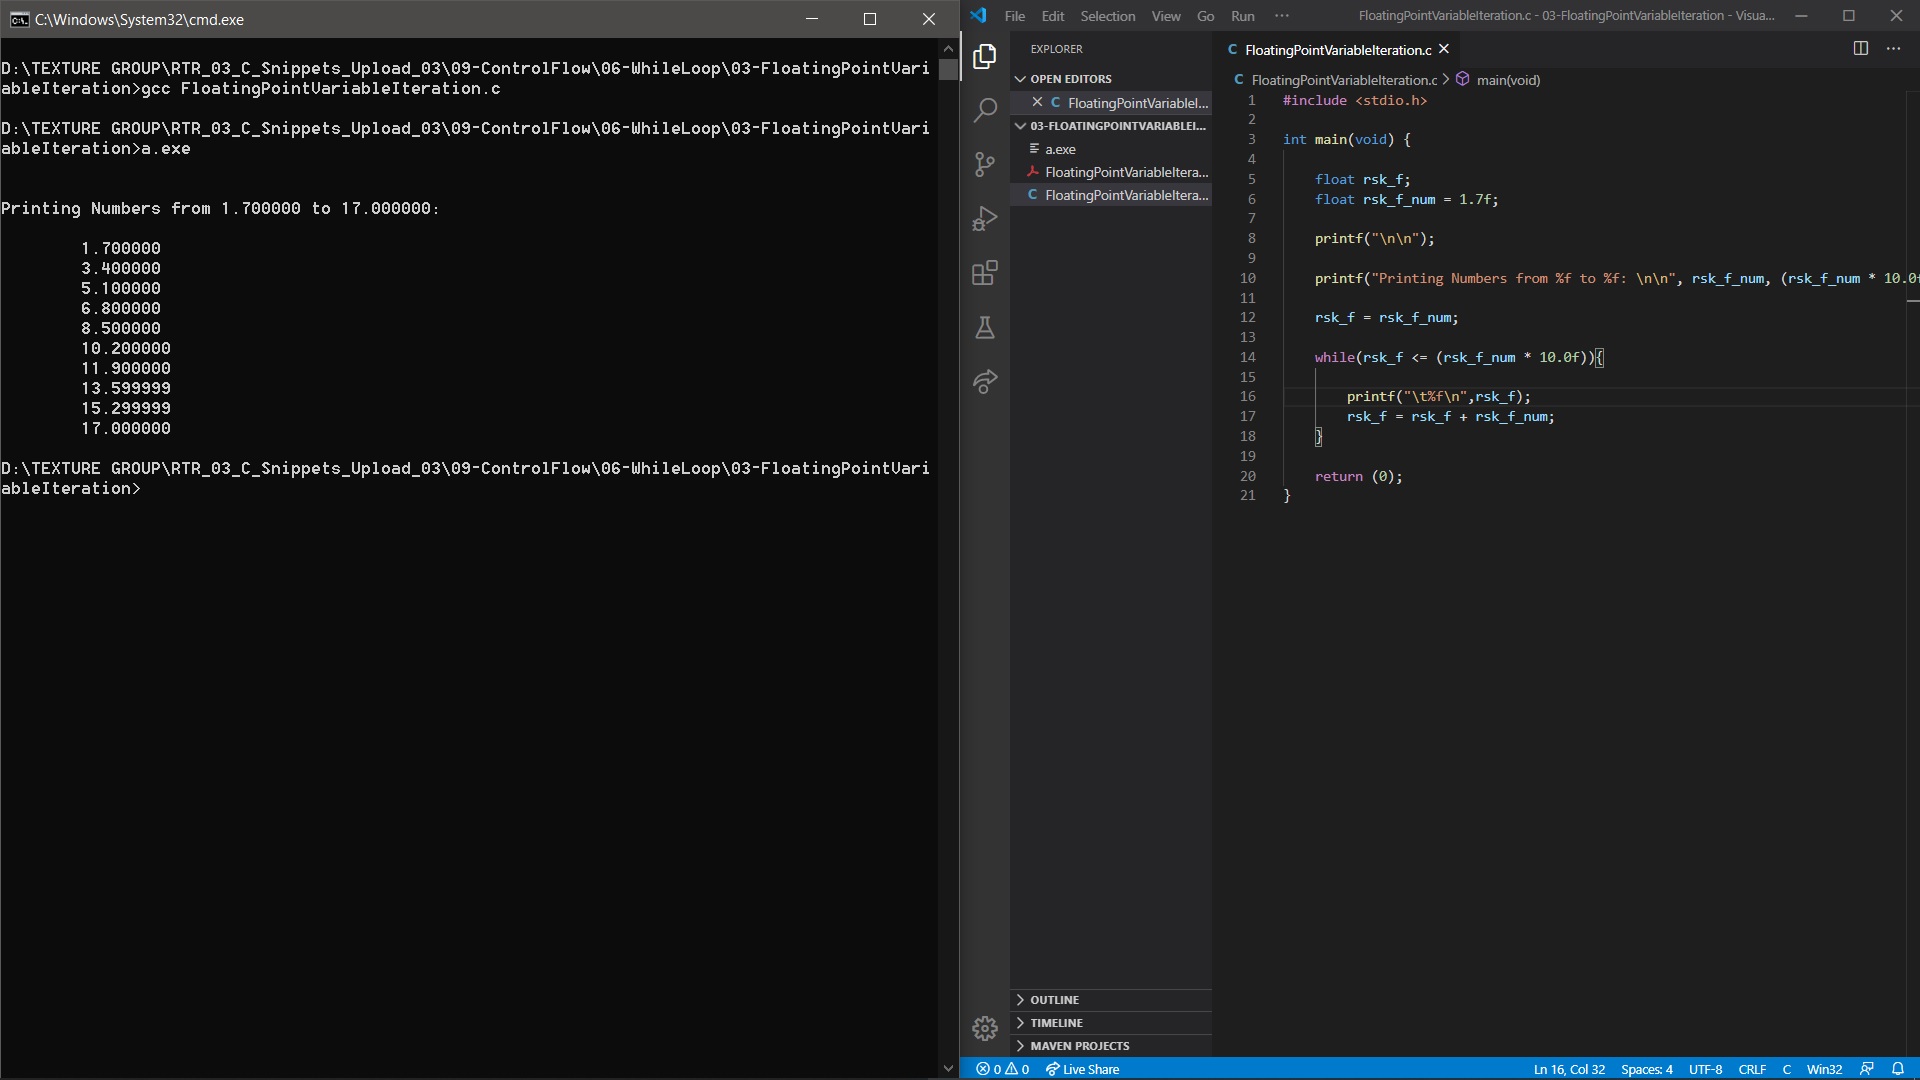 C:\Windows\System32\cmd.exe
D:\TEXTURE GROUP\RTR_03_C_Snippets_Upload_03\09-ControlFlow\06-WhileLoop\03-FloatingPointVari
ableIteration>gcc FloatingPointVariableIteration.c
D:\TEXTURE GROUP\RTR_03_C_Snippets_Upload_03\09-ControlFlow\06-WhileLoop\03-FloatingPointVari
ableIteration>a.exe
Printing Numbers from 1.700000 to 17.000000:
1.700000
3.400000
5.100000
6.800000
8.500000
10.200000
11.900000
13.599999
15.299999
17.000000
D:\TEXTURE GROUP\RTR_03_C_Snippets_Upload_03\09-ControlFlow\06-WhileLoop\03-FloatingPointVari
ableIteration>
File Edit Selection View Go Run ··· FloatingPointVariableIteration.c - 03-FloatingPointVariableIteration - Visua...
EXPLORER
OPEN EDITORS
C FloatingPointVariableI...
03-FLOATINGPOINTVARIABLEI...
a.exe
FloatingPointVariableItera...
C FloatingPointVariableItera...
OUTLINE
TIMELINE
MAVEN PROJECTS
C FloatingPointVariableIteration.c
C FloatingPointVariableIteration.c > main(void)
1 #include <stdio.h>
2
3 int main(void) {
4
5 float rsk_f;
6 float rsk_f_num = 1.7f;
7
8 printf("\n\n");
9
10 printf("Printing Numbers from %f to %f: \n\n", rsk_f_num, (rsk_f_num * 10.0f
11
12 rsk_f = rsk_f_num;
13
14 while(rsk_f <= (rsk_f_num * 10.0f)){
15
16 printf("\t%f\n",rsk_f);
17 rsk_f = rsk_f + rsk_f_num;
18 }
19
20 return (0);
21 }
0 0 Live Share Ln 16, Col 32 Spaces: 4 UTF-8 CRLF C Win32